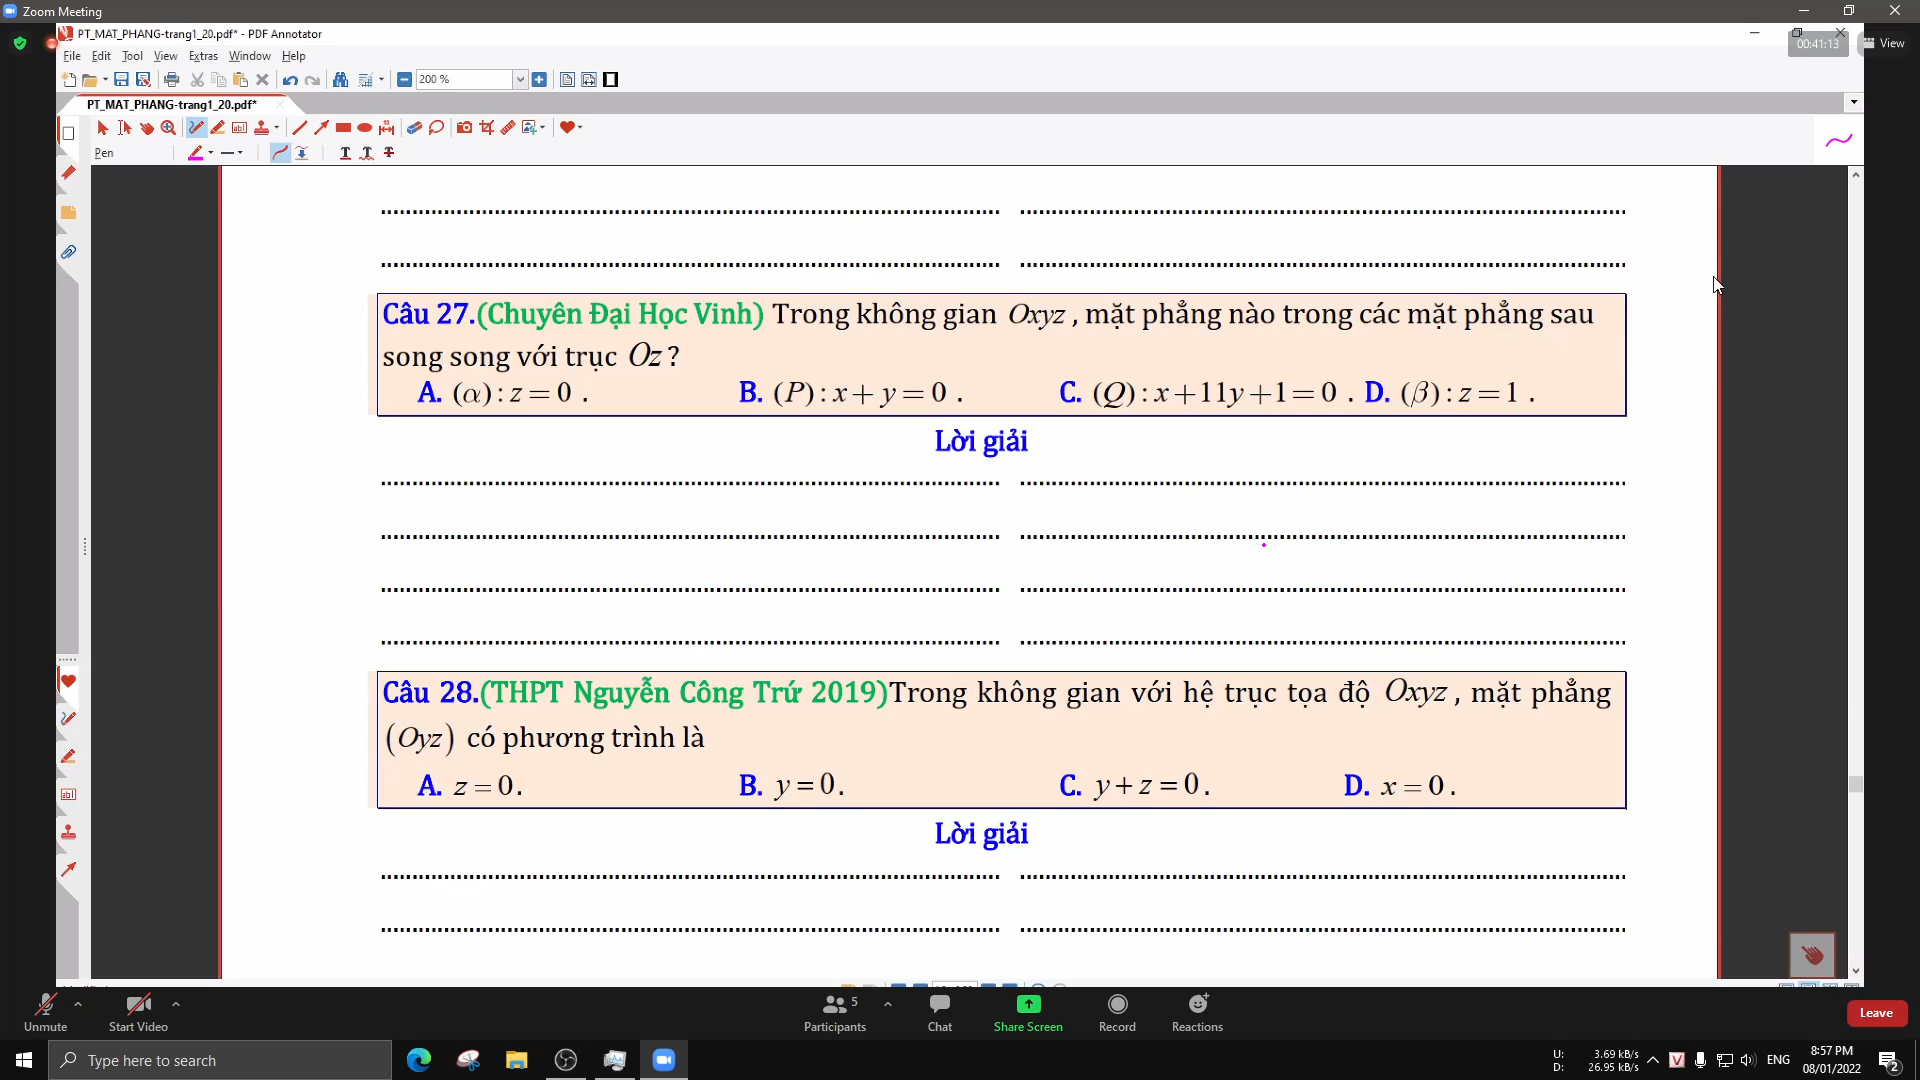 Zoom Meeting
PT_MAT_PHANG-trang1_20.pdf* - PDF Annotator
00:41:13
View
File Edit Tool View Extras Window Help
200 %
PT_MAT_PHANG-trang1_20.pdf*
Pen
Câu 27.(Chuyên Đại Học Vinh) Trong không gian Oxyz, mặt phẳng nào trong các mặt phẳng sau
song song với trục Oz?
A. (α): z = 0. B. (P): x + y = 0. C. (Q): x + 11y + 1 = 0. D. (β): z = 1.
Lời giải
Câu 28.(THPT Nguyễn Công Trứ 2019)Trong không gian với hệ trục tọa độ Oxyz, mặt phẳng
(Oyz) có phương trình là
A. z = 0. B. y = 0. C. y + z = 0. D. x = 0.
Lời giải
Unmute
Start Video
5
Participants
Chat
Share Screen
Record
Reactions
Leave
Type here to search
U: 3.69 kB/s
D: 26.95 kB/s
V
ENG
8:57 PM
08/01/2022
2